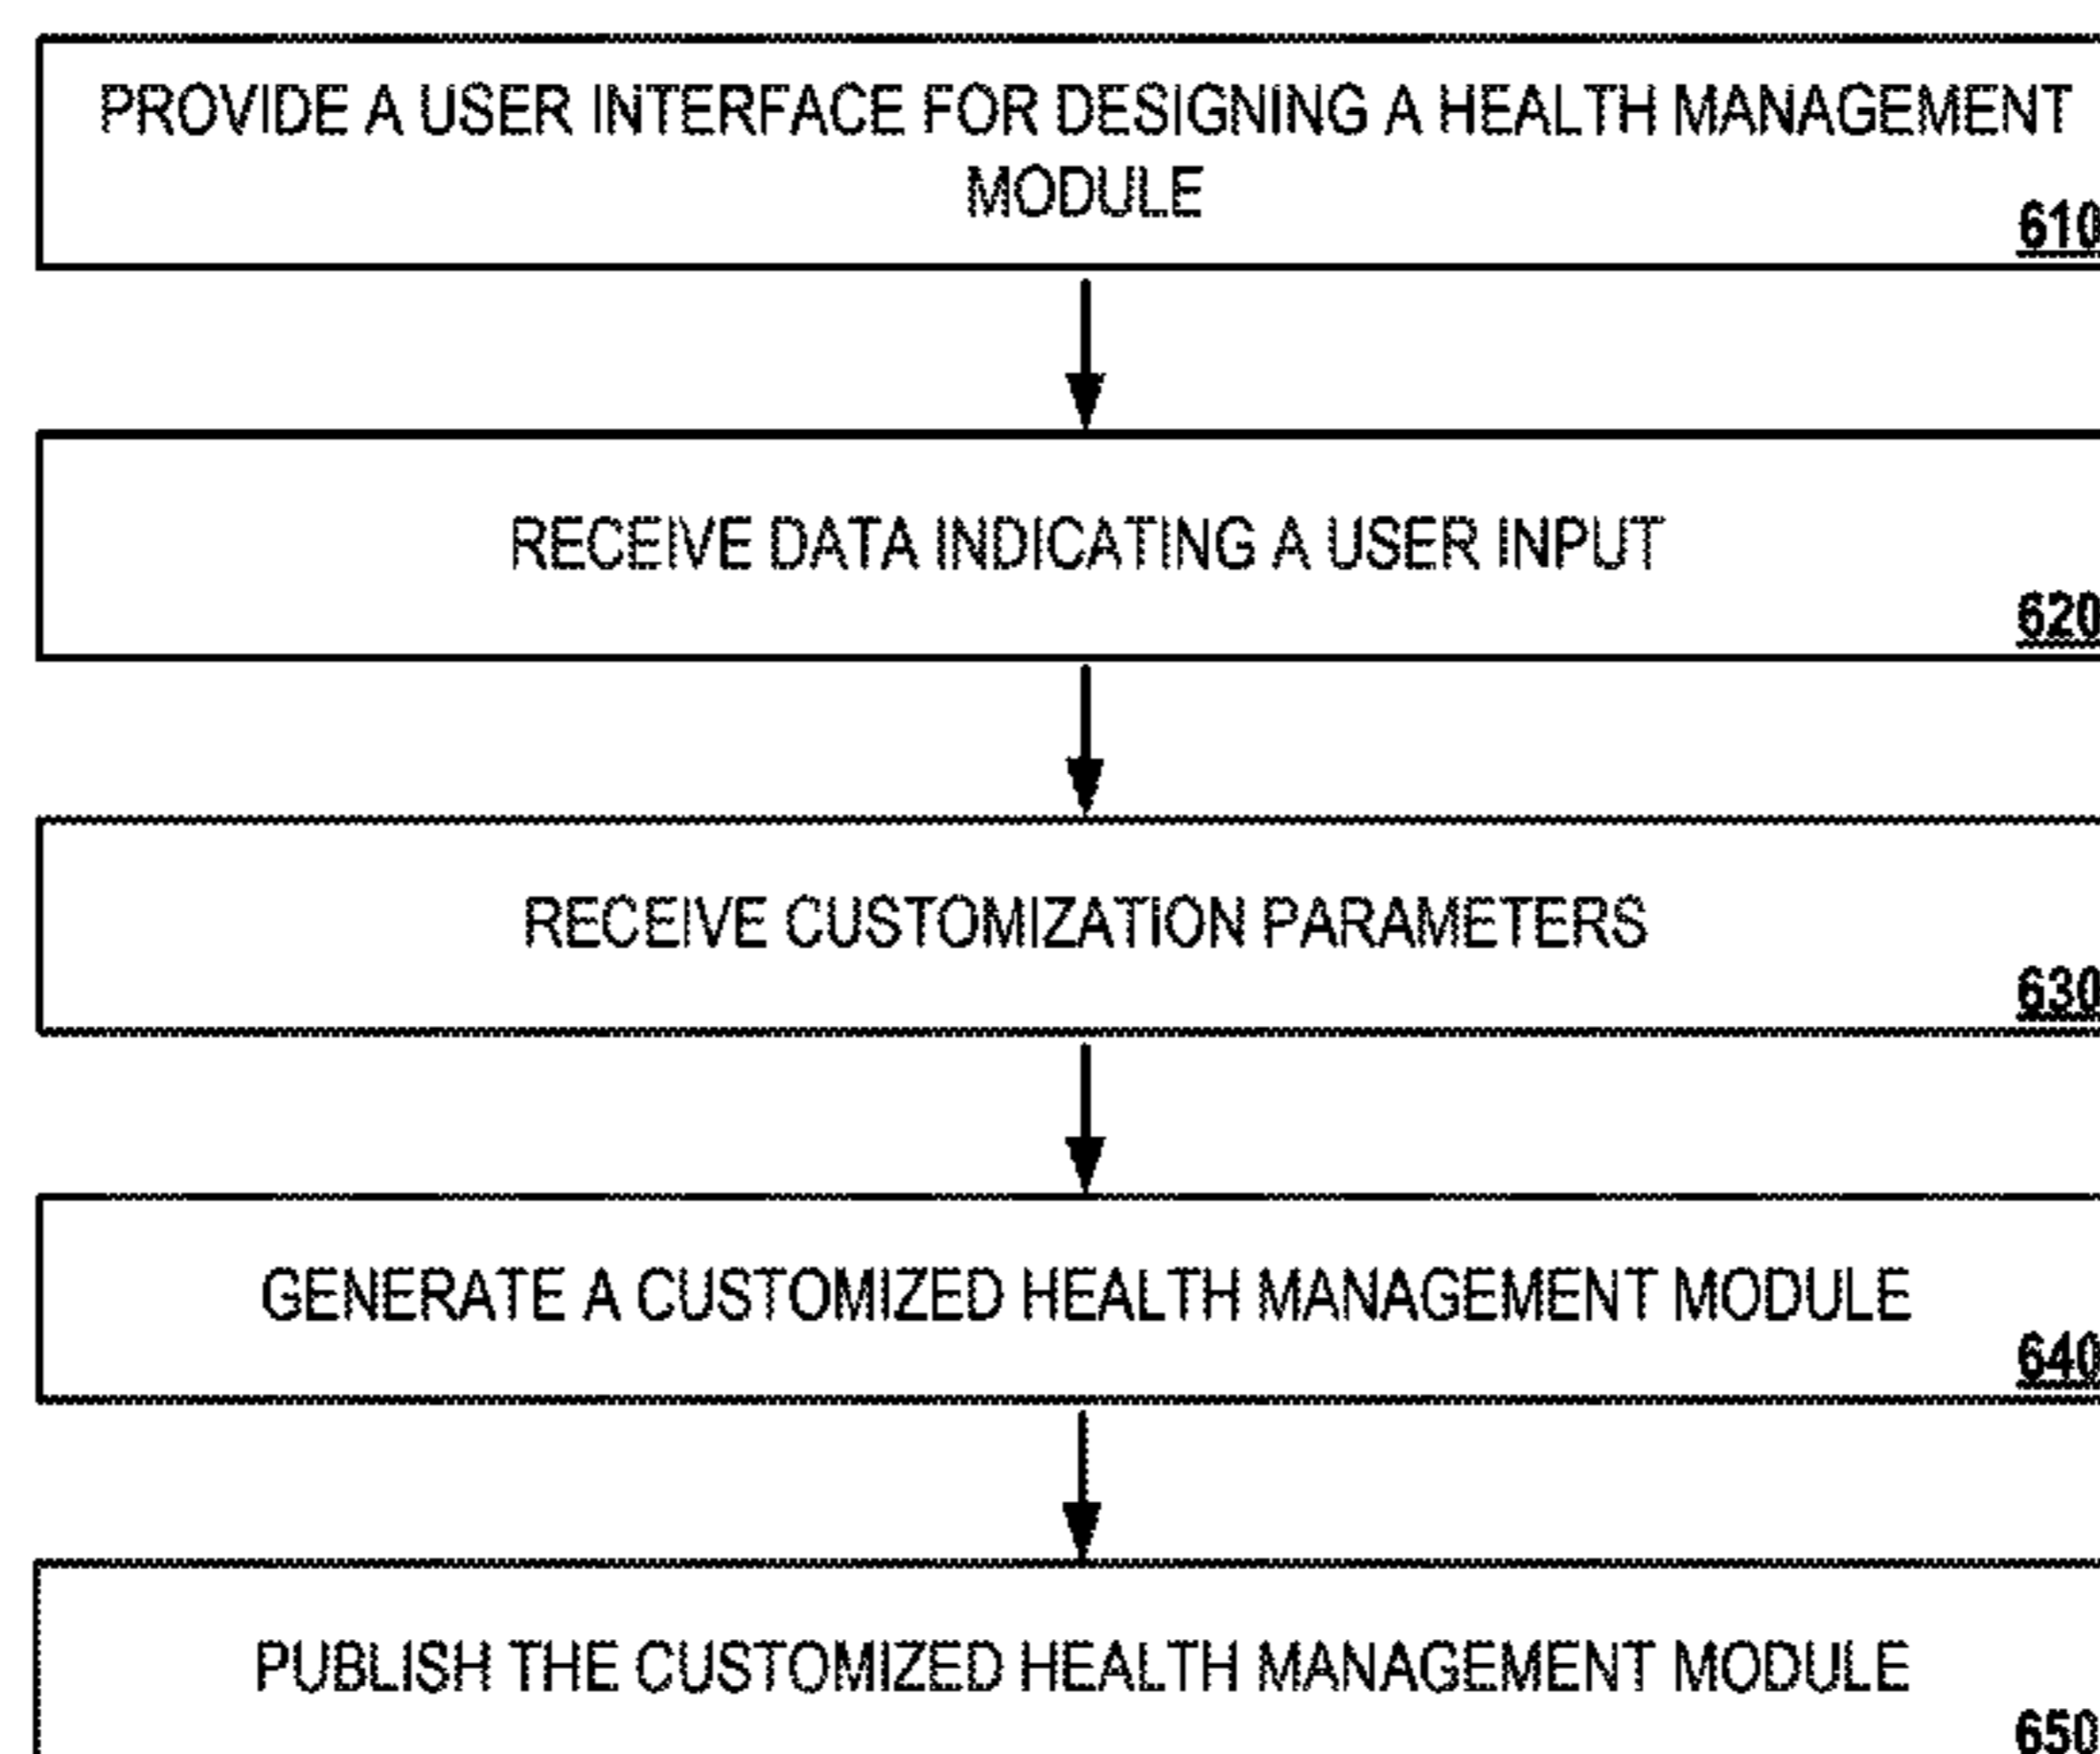 PROVIDE A USER INTERFACE FOR DESIGNING A HEALTH MANAGEMENT
MODULE
610
RECEIVE DATA INDICATING A USER INPUT
620
RECEIVE CUSTOMIZATION PARAMETERS
630
GENERATE A CUSTOMIZED HEALTH MANAGEMENT MODULE
640
PUBLISH THE CUSTOMIZED HEALTH MANAGEMENT MODULE
650